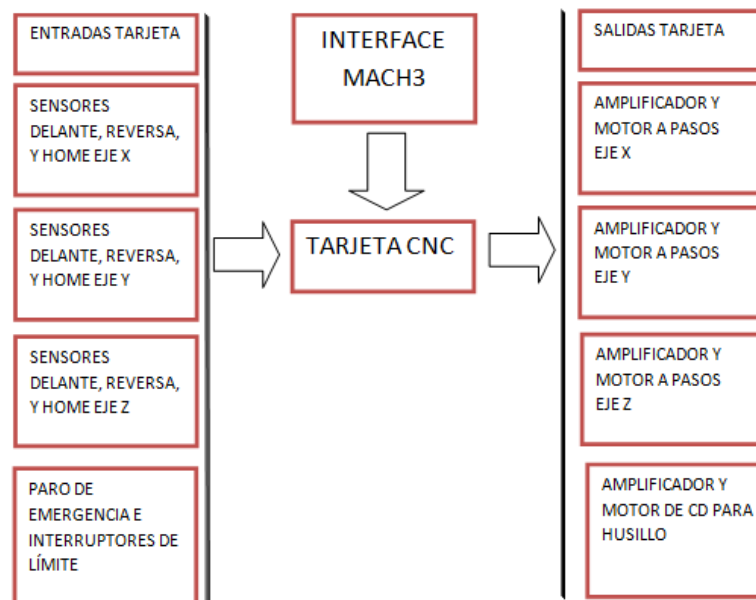 ENTRADAS TARJETA
SENSORES
DELANTE, REVERSA,
Y HOME EJE X
SENSORES
DELANTE, REVERSA,
Y HOME EJE Y
SENSORES
DELANTE, REVERSA,
Y HOME EJE Z
PARO DE
EMERGENCIA E
INTERRUPTORES DE
LÍMITE
INTERFACE
MACH3
TARJETA CNC
SALIDAS TARJETA
AMPLIFICADOR Y
MOTOR A PASOS
EJE X
AMPLIFICADOR Y
MOTOR A PASOS
EJE Y
AMPLIFICADOR Y
MOTOR A PASOS
EJE Z
AMPLIFICADOR Y
MOTOR DE CD PARA
HUSILLO